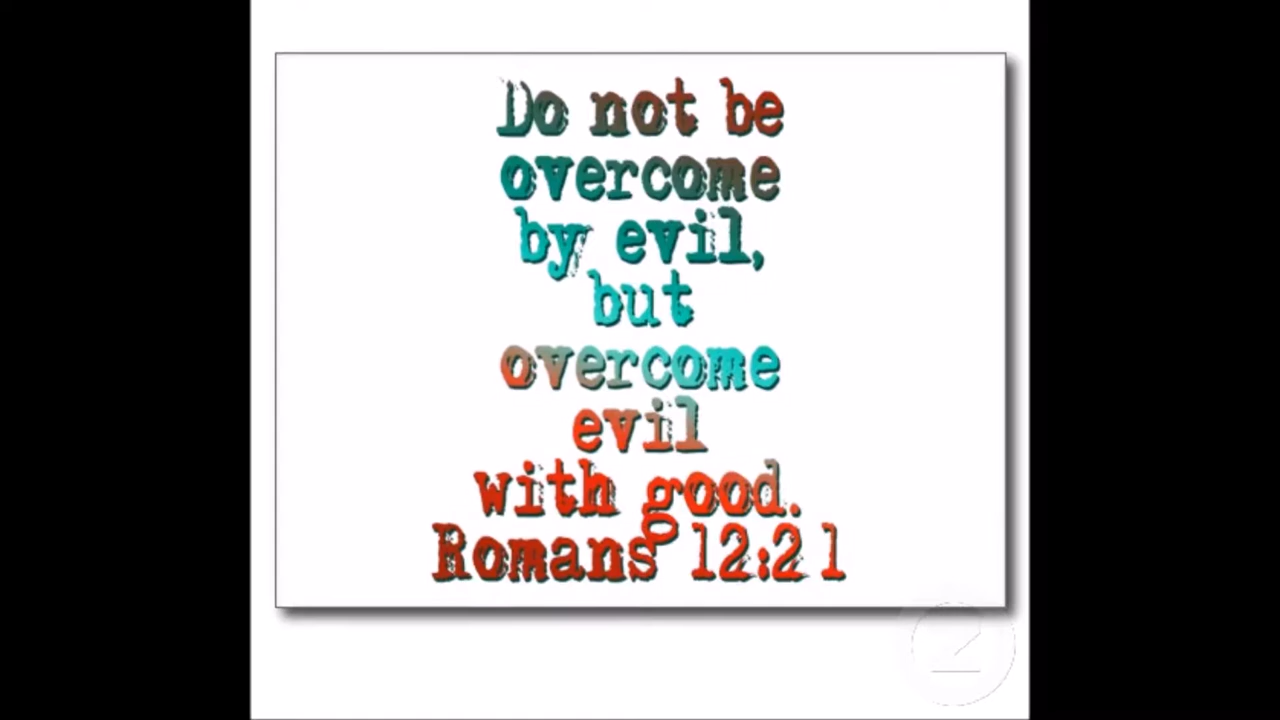 Do not be
overcome
by evil,
but
overcome
evil
with good.
Romans 12:21